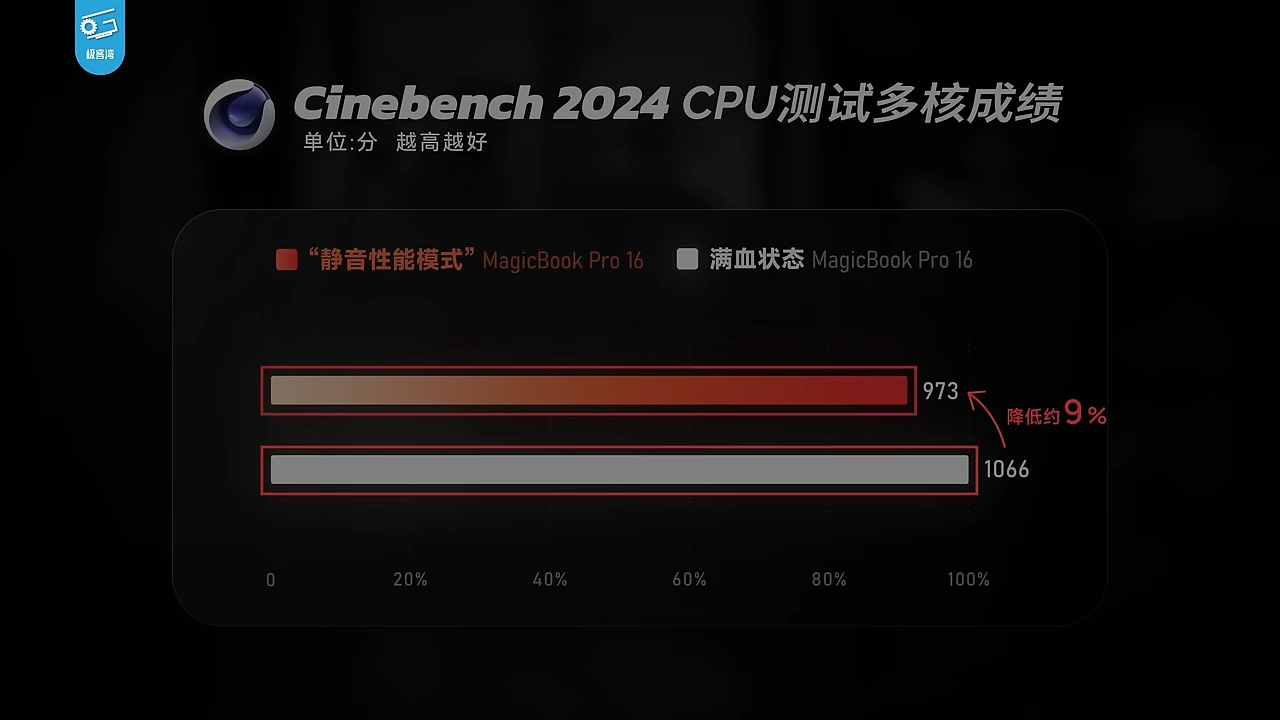 极客湾
Cinebench 2024 CPU测试多核成绩
单位:分 越高越好
“静音性能模式” MagicBook Pro 16 满血状态 MagicBook Pro 16
973
降低约9%
1066
0 20% 40% 60% 80% 100%